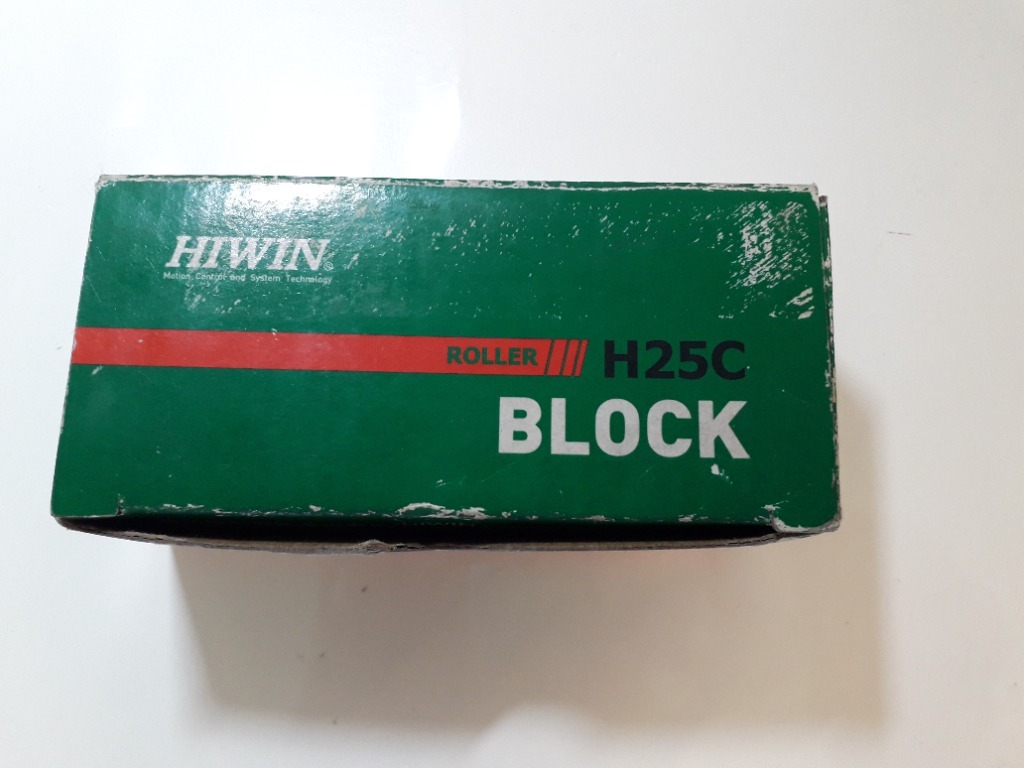 HIWIN®
Motion Control and System Technology
ROLLER H25C
BLOCK